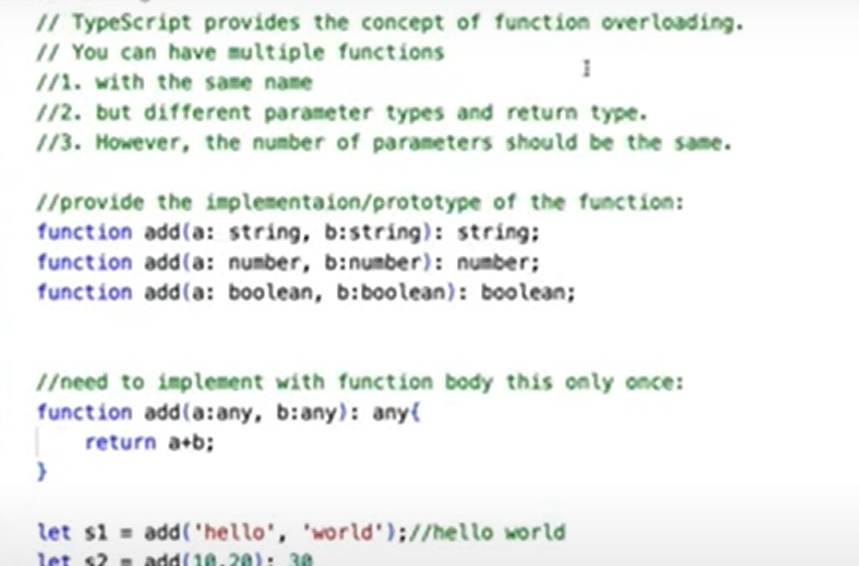 // TypeScript provides the concept of function overloading.
// You can have multiple functions
//1. with the same name
//2. but different parameter types and return type.
//3. However, the number of parameters should be the same.
//provide the implementaion/prototype of the function:
function add(a: string, b:string): string;
function add(a: number, b:number): number;
function add(a: boolean, b:boolean): boolean;
//need to implement with function body this only once:
function add(a:any, b:any): any{
return a+b;
}
let s1 = add('hello', 'world');//hello world
let s2 = add(10,20): 30